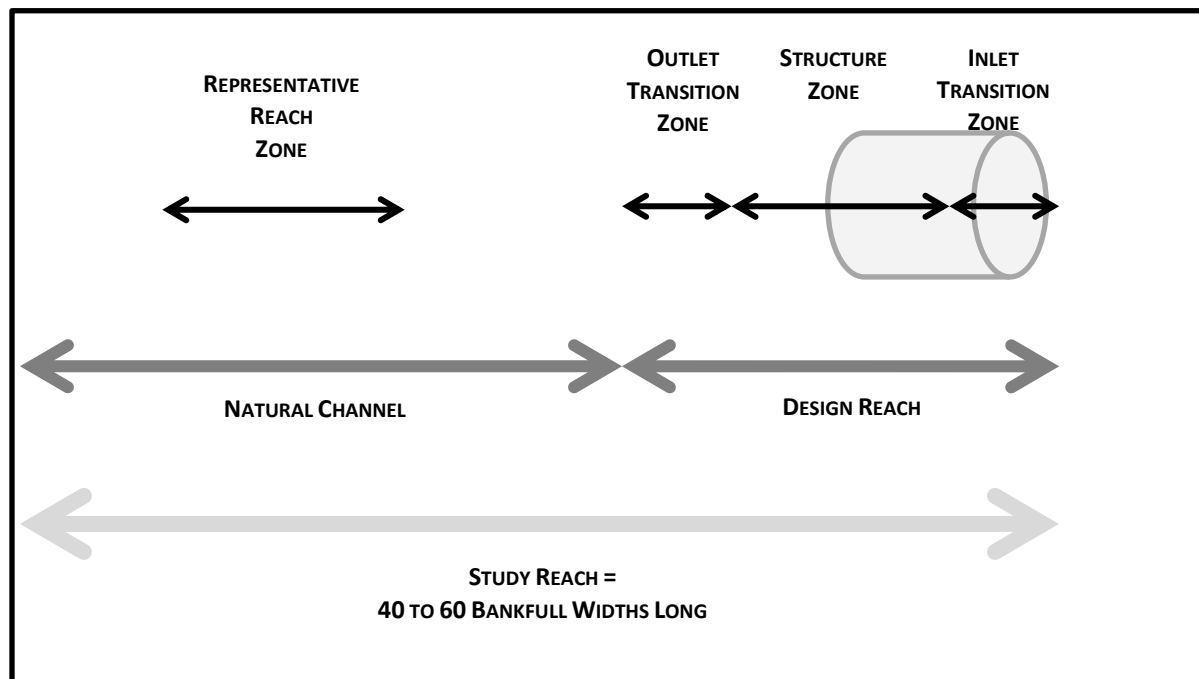 REPRESENTATIVE
REACH
ZONE
OUTLET
TRANSITION
ZONE
STRUCTURE
ZONE
INLET
TRANSITION
ZONE
NATURAL CHANNEL
DESIGN REACH
STUDY REACH =
40 TO 60 BANKFULL WIDTHS LONG